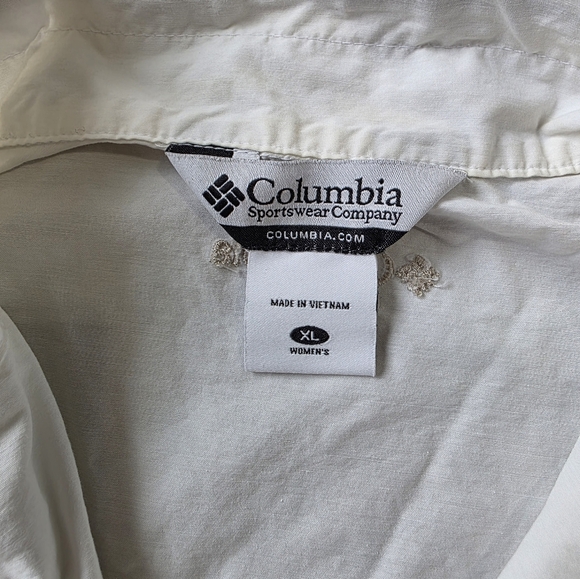 Columbia
Sportswear Company
COLUMBIA.COM
MADE IN VIETNAM
XL
WOMEN'S